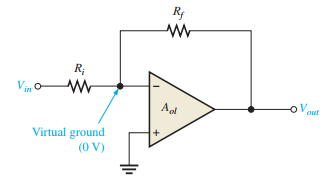 R_f
R_i
V_in
A_ol
−
+
V_out
Virtual ground
(0 V)